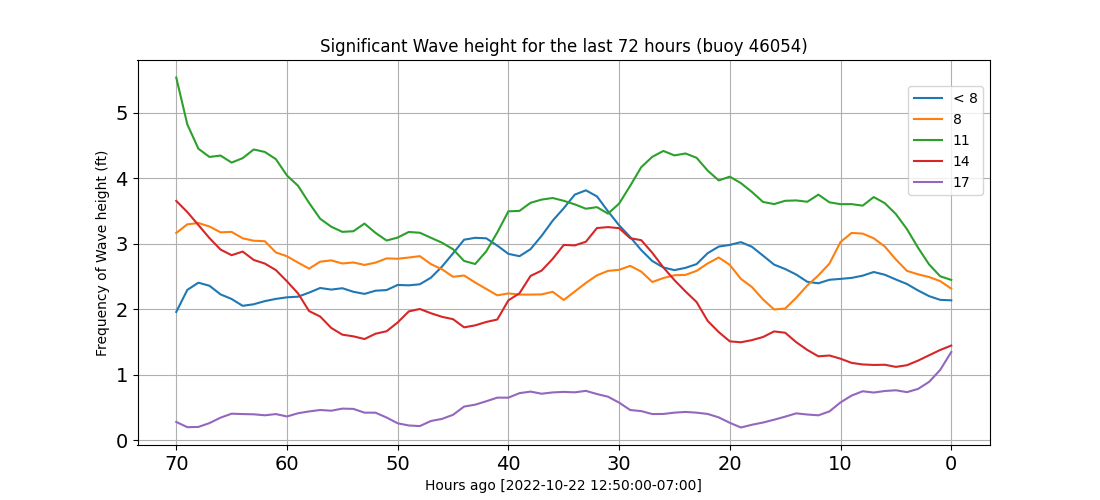 Significant Wave height for the last 72 hours (buoy 46054)
Frequency of Wave height (ft)
5
4
3
2
1
0
< 8
8
11
14
17
70 60 50 40 30 20 10 0
Hours ago [2022-10-22 12:50:00-07:00]